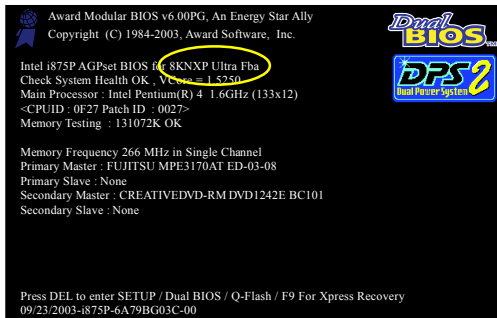 Award Modular BIOS v6.00PG, An Energy Star Ally
Copyright (C) 1984-2003, Award Software, Inc.
Dual
BIOS
Intel i875P AGPset BIOS for 8KNXP Ultra Fba
Check System Health OK , VCore = 1.5250
Main Processor : Intel Pentium(R) 4 1.6GHz (133x12)
<CPUID : 0F27 Patch ID : 0027>
Memory Testing : 131072K OK
DPS2
Dual Power System
Memory Frequency 266 MHz in Single Channel
Primary Master : FUJITSU MPE3170AT ED-03-08
Primary Slave : None
Secondary Master : CREATIVEDVD-RM DVD1242E BC101
Secondary Slave : None
Press DEL to enter SETUP / Dual BIOS / Q-Flash / F9 For Xpress Recovery
09/23/2003-i875P-6A79BG03C-00